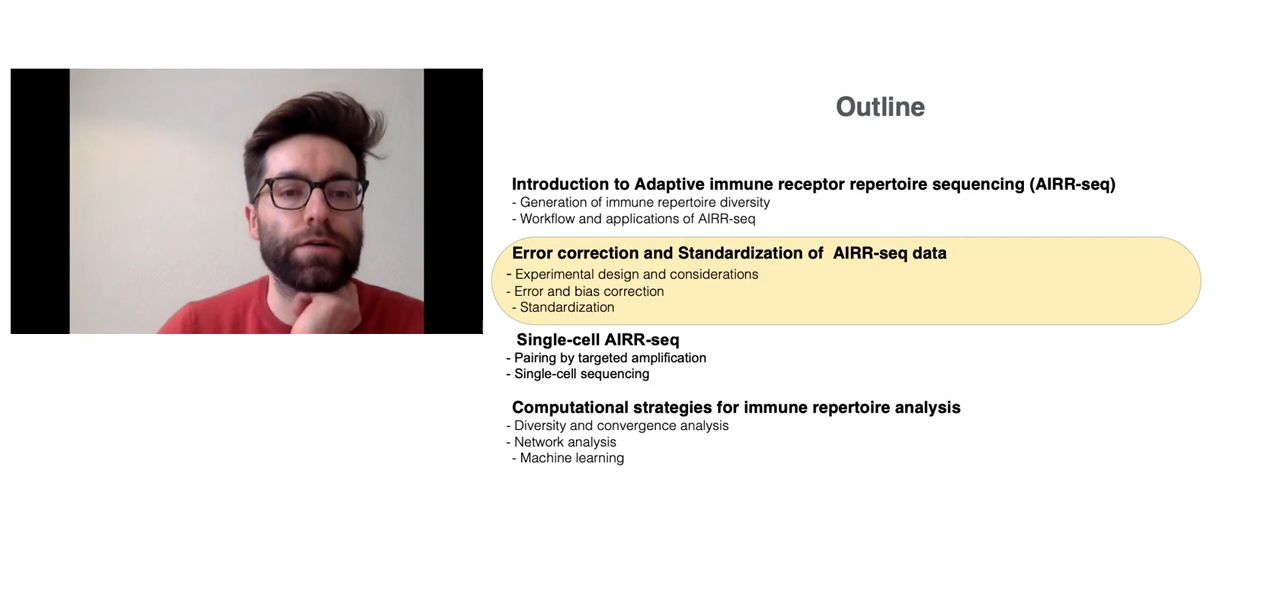 Outline
Introduction to Adaptive immune receptor repertoire sequencing (AIRR-seq)
- Generation of immune repertoire diversity
- Workflow and applications of AIRR-seq
Error correction and Standardization of  AIRR-seq data
- Experimental design and considerations
- Error and bias correction
- Standardization
Single-cell AIRR-seq
- Pairing by targeted amplification
- Single-cell sequencing
Computational strategies for immune repertoire analysis
- Diversity and convergence analysis
- Network analysis
- Machine learning